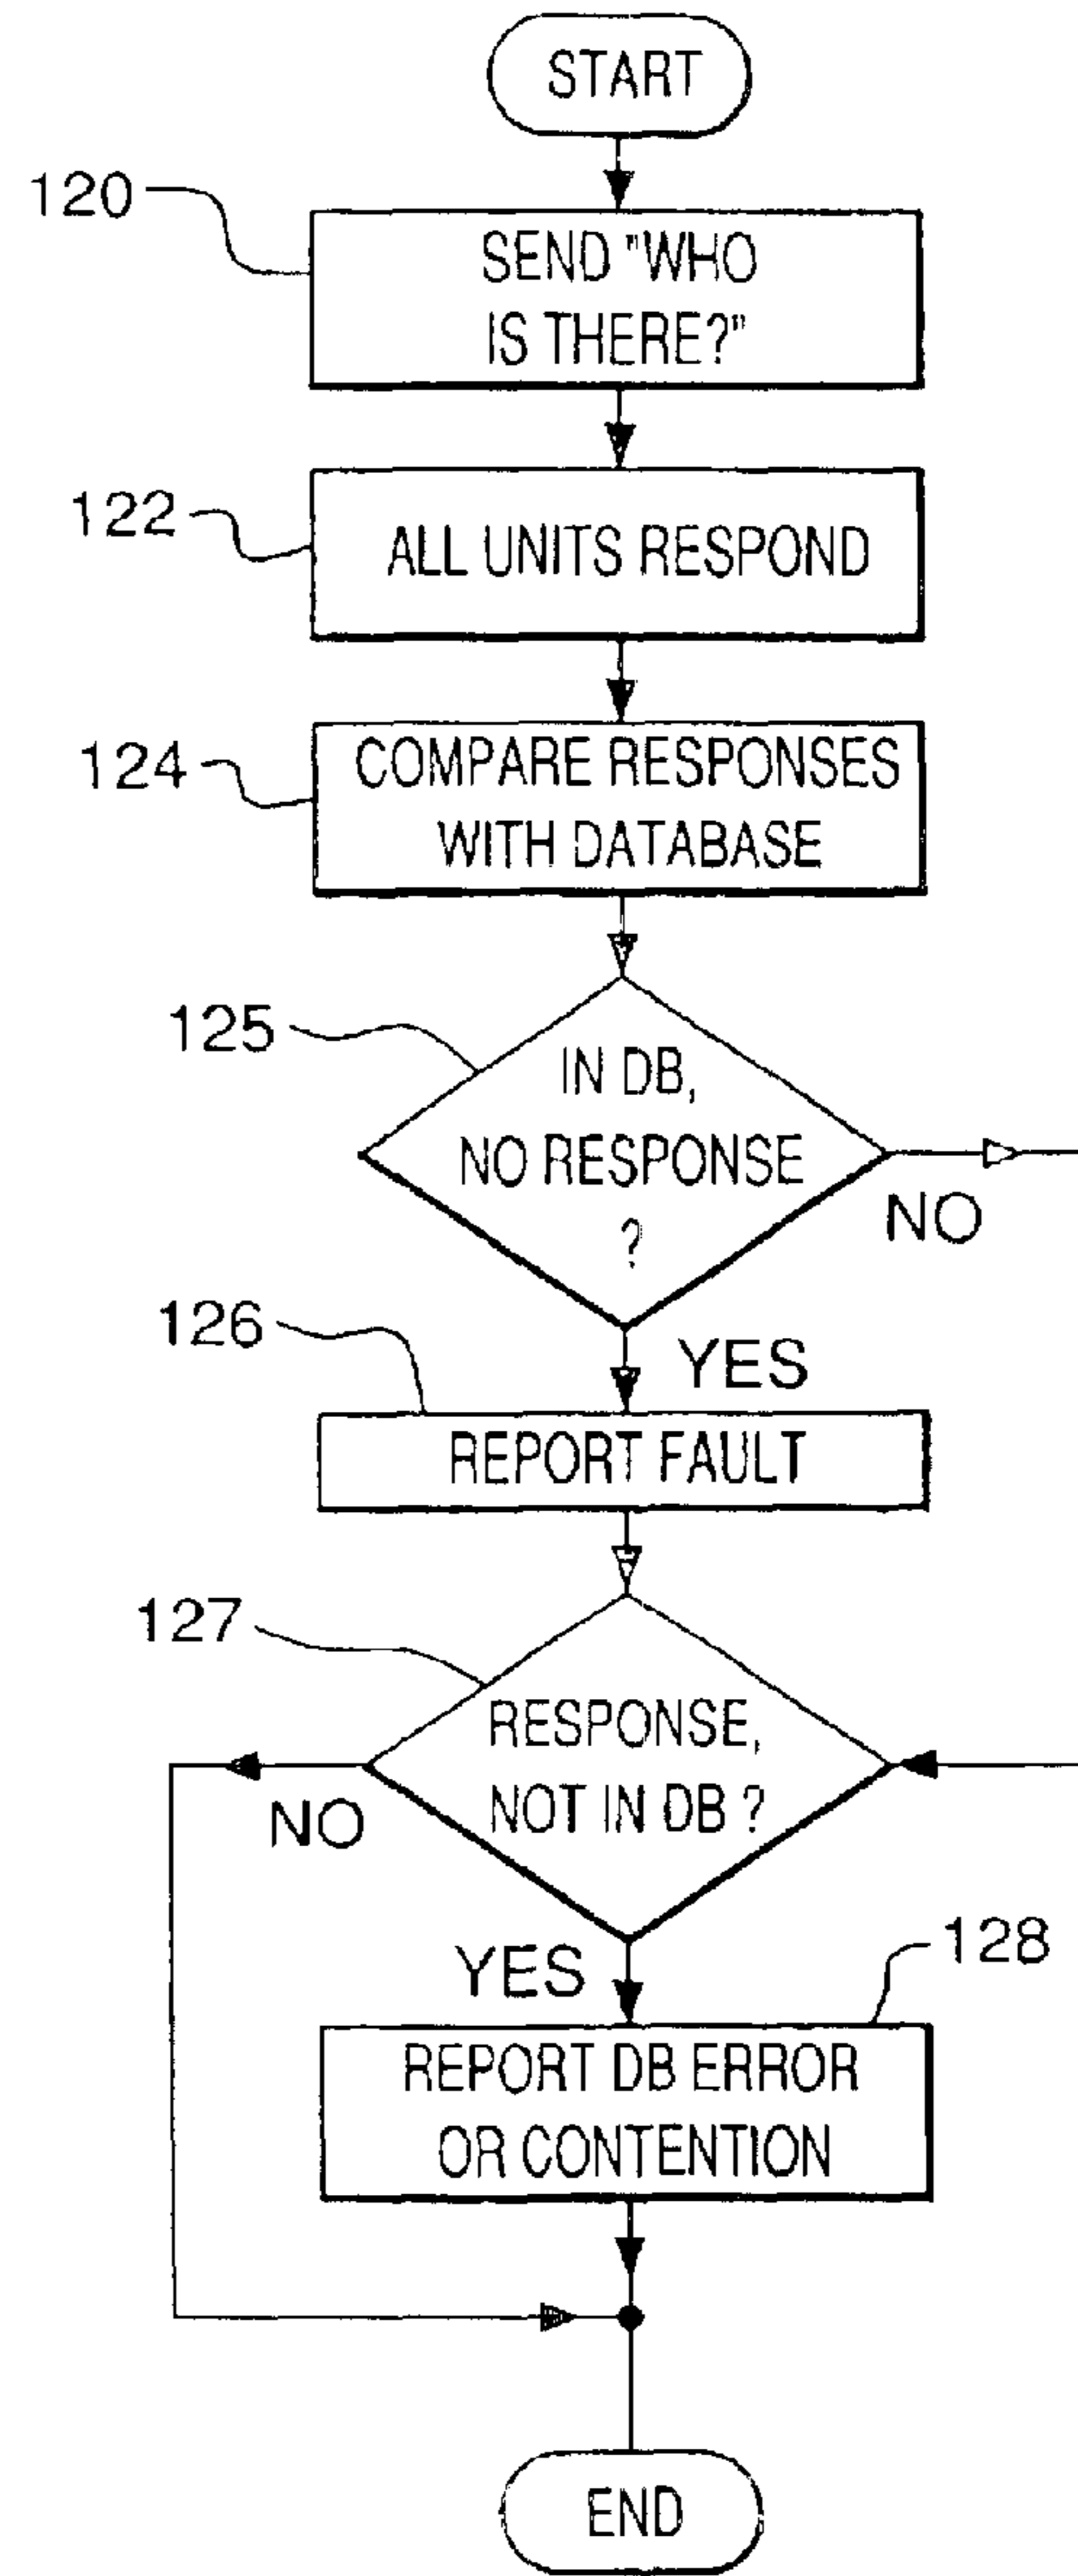 START
120
SEND "WHO
IS THERE?"
122
ALL UNITS RESPOND
124
COMPARE RESPONSES
WITH DATABASE
125
IN DB,
NO RESPONSE
?
NO
YES
126
REPORT FAULT
127
RESPONSE,
NOT IN DB ?
NO
YES
128
REPORT DB ERROR
OR CONTENTION
END